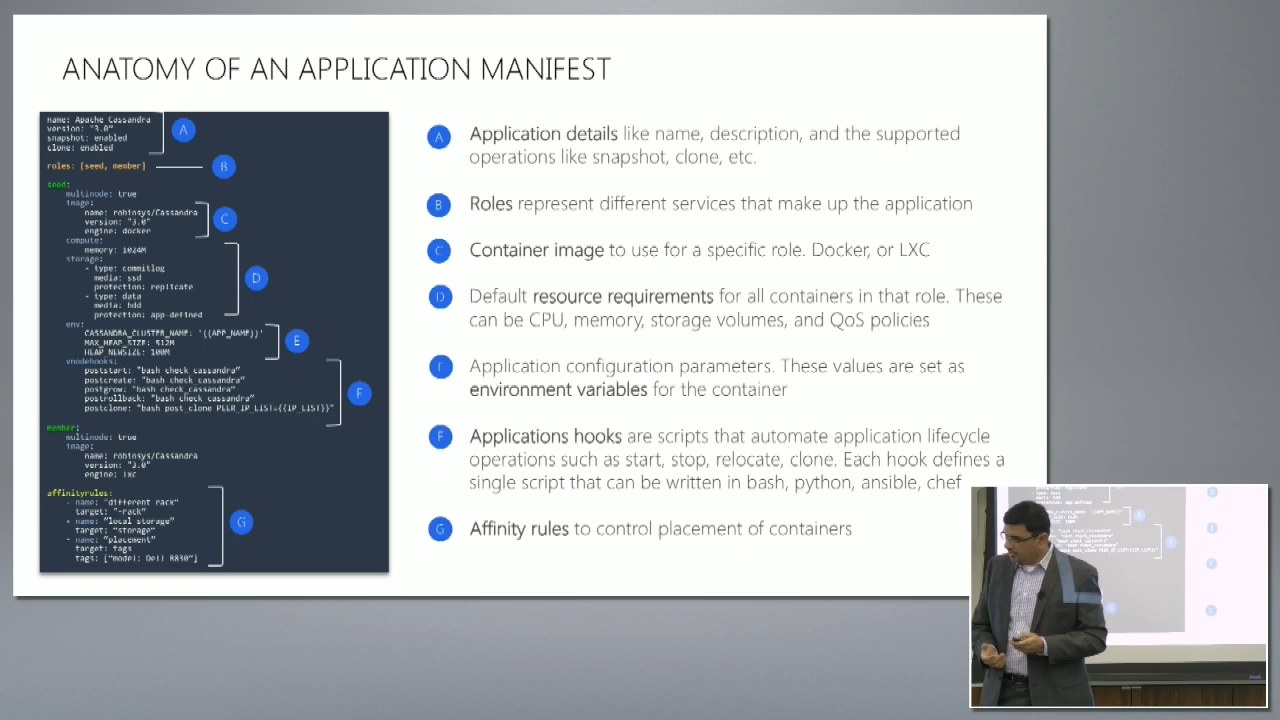 ANATOMY OF AN APPLICATION MANIFEST
name: Apache Cassandra
version: "3.0"
snapshot: enabled
clone: enabled
A
roles: [seed, member]
B
seed:
multinode: true
image:
name: robinsys/Cassandra
version: "3.0"
engine: docker
C
compute:
memory: 1024M
storage:
- type: commitlog
media: ssd
protection: replicate
- type: data
media: hdd
protection: app-defined
D
env:
CASSANDRA_CLUSTER_NAME: '{{APP_NAME}}'
MAX_HEAP_SIZE: 512M
HEAP_NEWSIZE: 100M
E
vnodehooks:
poststart: "bash check_cassandra"
postcreate: "bash check_cassandra"
postgrow: "bash check_cassandra"
postrollback: "bash check_cassandra"
postclone: "bash post_clone PEER_IP_LIST={{IP_LIST}}"
F
member:
multinode: true
image:
name: robinsys/Cassandra
version: "3.0"
engine: lxc
affinityrules:
- name: "different rack"
target: "~rack"
- name: "local storage"
target: "storage"
- name: "placement"
target: tags
tags: ["model: Dell R830"]
G
A Application details like name, description, and the supported
operations like snapshot, clone, etc.
B Roles represent different services that make up the application
C Container image to use for a specific role. Docker, or LXC
D Default resource requirements for all containers in that role. These
can be CPU, memory, storage volumes, and QoS policies
Application configuration parameters. These values are set as
environment variables for the container
F Applications hooks are scripts that automate application lifecycle
operations such as start, stop, relocate, clone. Each hook defines a
single script that can be written in bash, python, ansible, chef
G Affinity rules to control placement of containers